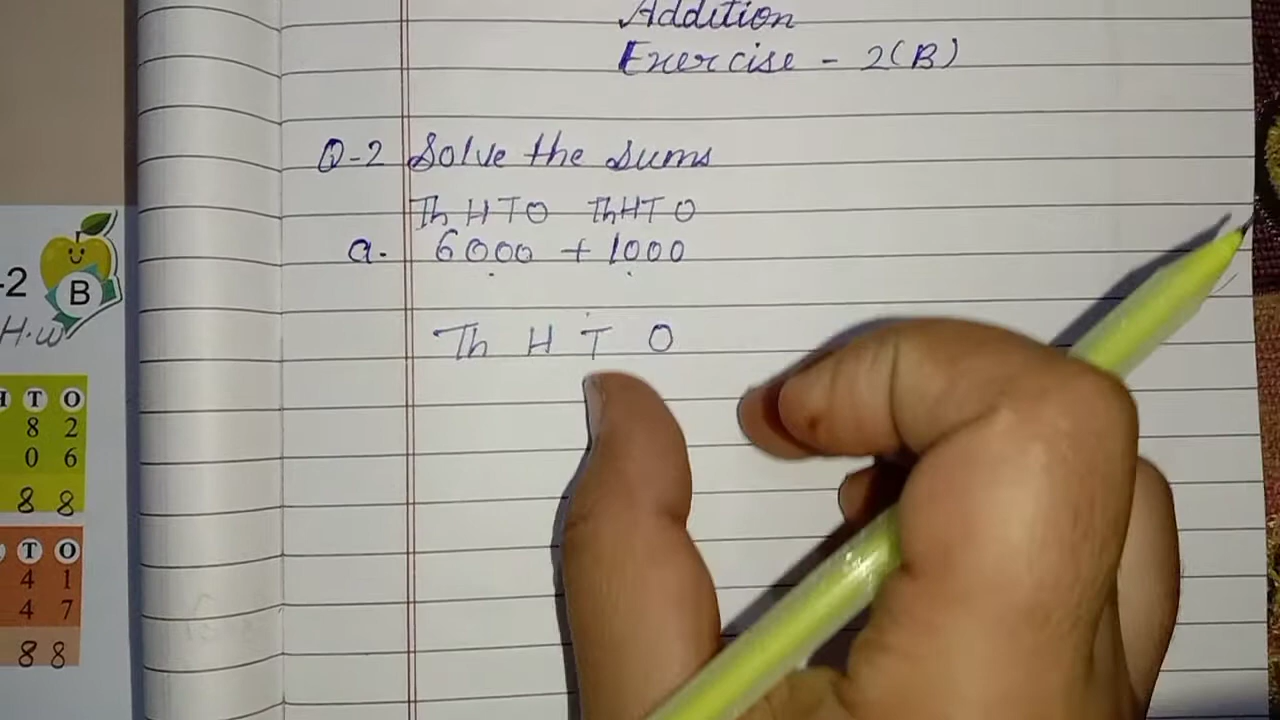 Addition
Exercise - 2(B)
Q-2 Solve the Sums
Th H T O Th H T O
a. 6000 + 1000
Th H T O
-2
B
H.W
T O
8 2
0 6
8 8
T O
4 1
4 7
8 8